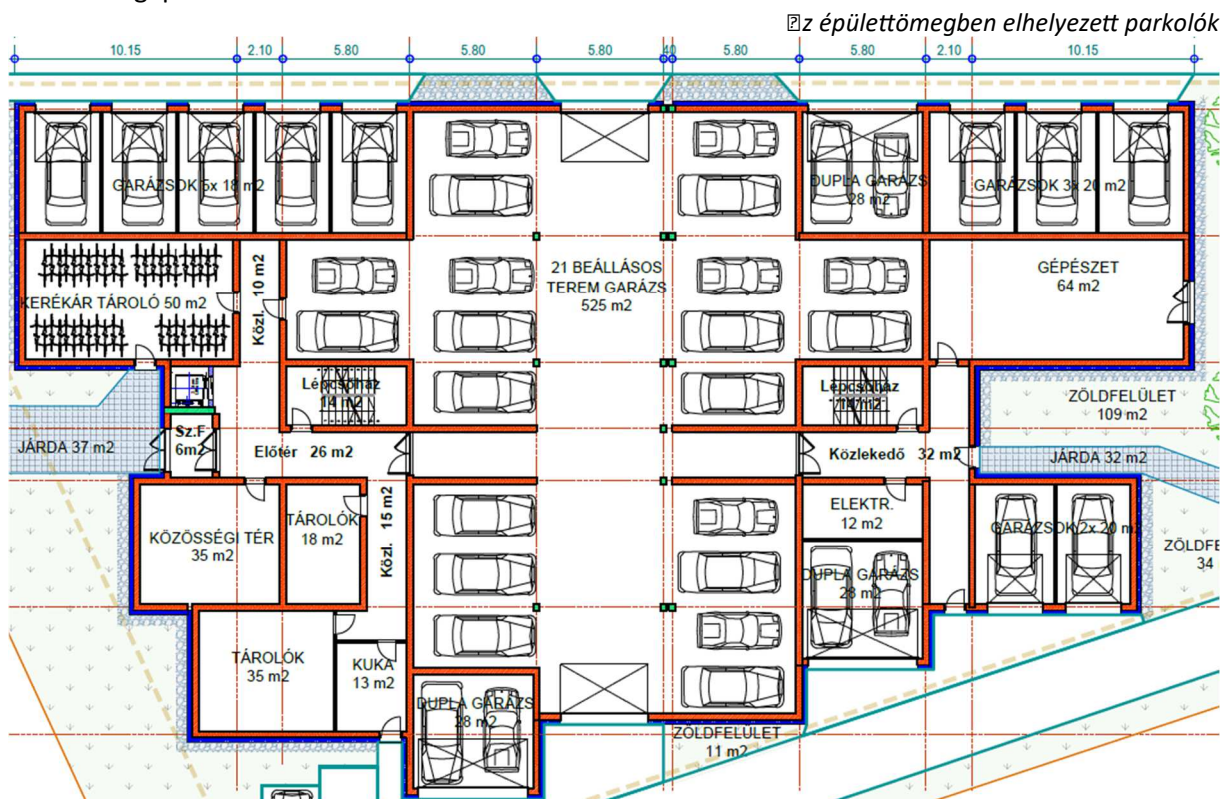 z épülettömegben elhelyezett parkolók
10.15 2.10 5.80 5.80 5.80 40 5.80 5.80 2.10 10.15
GARÁZSOK 5x 18 m2
DUPLA GARÁZS
28 m2
GARÁZSOK 3x 20 m2
KERÉKÁR TÁROLÓ 50 m2
Közl. 10 m2
21 BEÁLLÁSOS
TEREM GARÁZS
525 m2
GÉPÉSZET
64 m2
Lépcsőház
14 m2
Lépcsőház
14 m2
ZÖLDFELÜLET
109 m2
JÁRDA 37 m2
Sz.F
6m2
Előtér 26 m2
Közlekedő 32 m2
JÁRDA 32 m2
KÖZÖSSÉGI TÉR
35 m2
TÁROLÓK
18 m2
Közl. 15 m2
ELEKTR.
12 m2
GARÁZSOK 2x 20 m2
ZÖLDFE
34
DUPLA GARÁZS
28 m2
TÁROLÓK
35 m2
KUKA
13 m2
DUPLA GARÁZS
28 m2
ZÖLDFELÜLET
11 m2